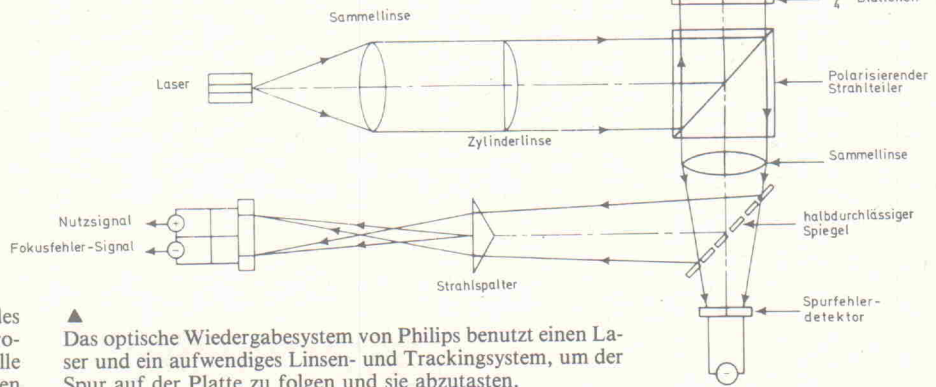 Sammellinse
4
Laser
Polarisierender
Strahlteiler
Zylinderlinse
Sammellinse
Nutzsignal
+
halbdurchlässiger
Spiegel
Fokusfehler-Signal
−
Strahlspalter
Spurfehler-
detektor
−
des
▲
Das optische Wiedergabesystem von Philips benutzt einen La-
ser und ein aufwendiges Linsen- und Trackingsystem, um der
Spur auf der Platte zu folgen und sie abzutasten.